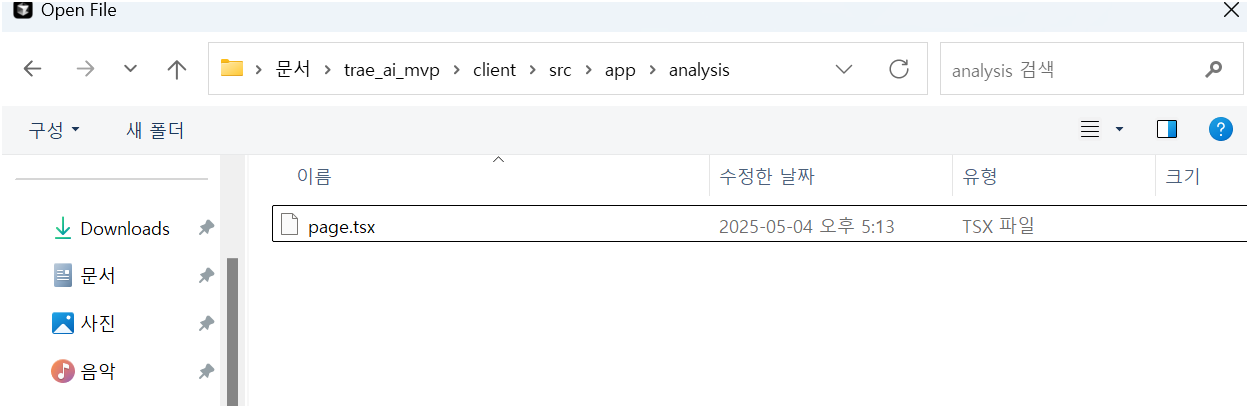 Open File
문서 > trae_ai_mvp > client > src > app > analysis
analysis 검색
구성 새 폴더
?
이름 수정한 날짜 유형 크기
page.tsx 2025-05-04 오후 5:13 TSX 파일
Downloads
문서
사진
음악